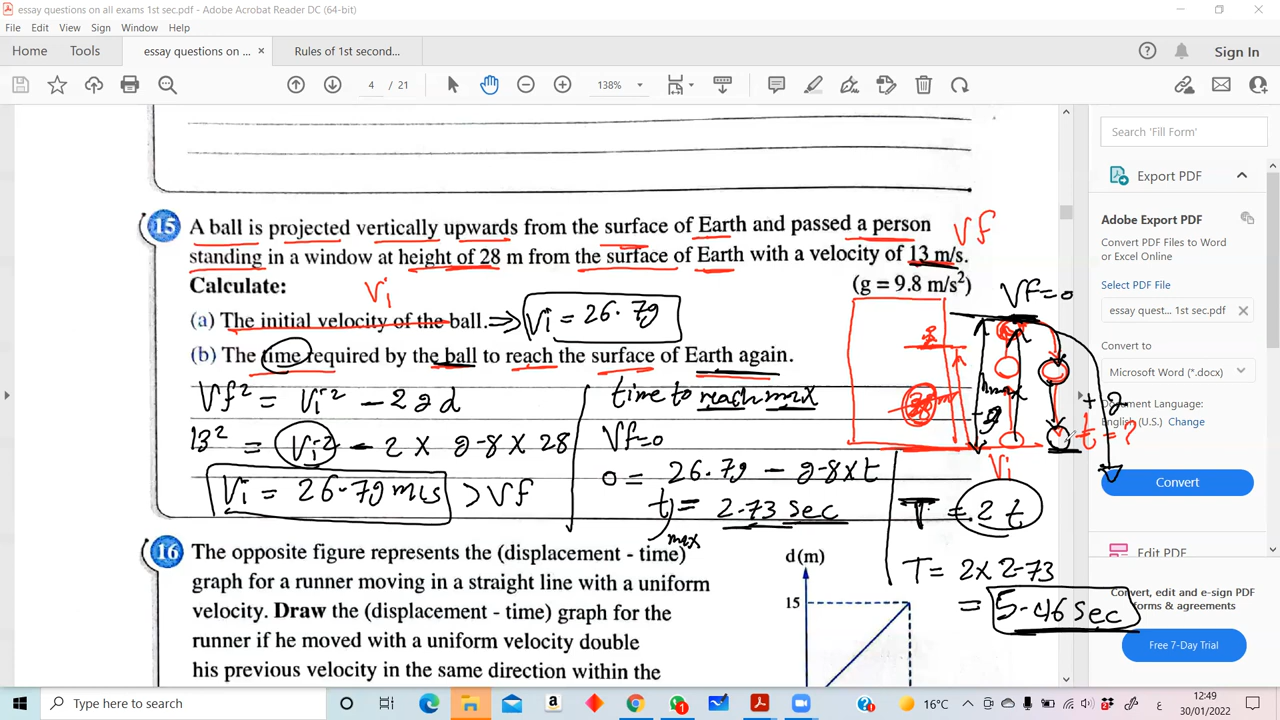 essay questions on all exams 1st sec.pdf - Adobe Acrobat Reader DC (64-bit)
File Edit View Sign Window Help
Home Tools essay questions on ... × Rules of 1st second... Sign In
4 / 21 138%
15 A ball is projected vertically upwards from the surface of Earth and passed a person Vf
standing in a window at height of 28 m from the surface of Earth with a velocity of 13 m/s.
Calculate: (g = 9.8 m/s²)
Vi
(a) The initial velocity of the ball. ⇒ Vi = 26.79
Vf=0
(b) The time required by the ball to reach the surface of Earth again.
Vf² = Vi² - 2gd
13² = Vi² - 2 × 9.8 × 28
Vi = 26.79 m/s > Vf
time to reach max
Vf=0
0 = 26.79 - 9.8×t
t = 2.73 sec
max
hmax
-g
+g
t = ?
Vi
T = 2t
T = 2×2.73
= 5.46 sec
16 The opposite figure represents the (displacement - time)
graph for a runner moving in a straight line with a uniform
velocity. Draw the (displacement - time) graph for the
runner if he moved with a uniform velocity double
his previous velocity in the same direction within the
d(m)
15
Search 'Fill Form'
Export PDF
Adobe Export PDF
Convert PDF Files to Word
or Excel Online
Select PDF File
essay quest... 1st sec.pdf ×
Convert to
Microsoft Word (*.docx)
Language:
English (U.S.) Change
Convert
Edit PDF
Convert, edit and e-sign PDF
forms & agreements
Free 7-Day Trial
Type here to search
16°C ع 12:49
30/01/2022